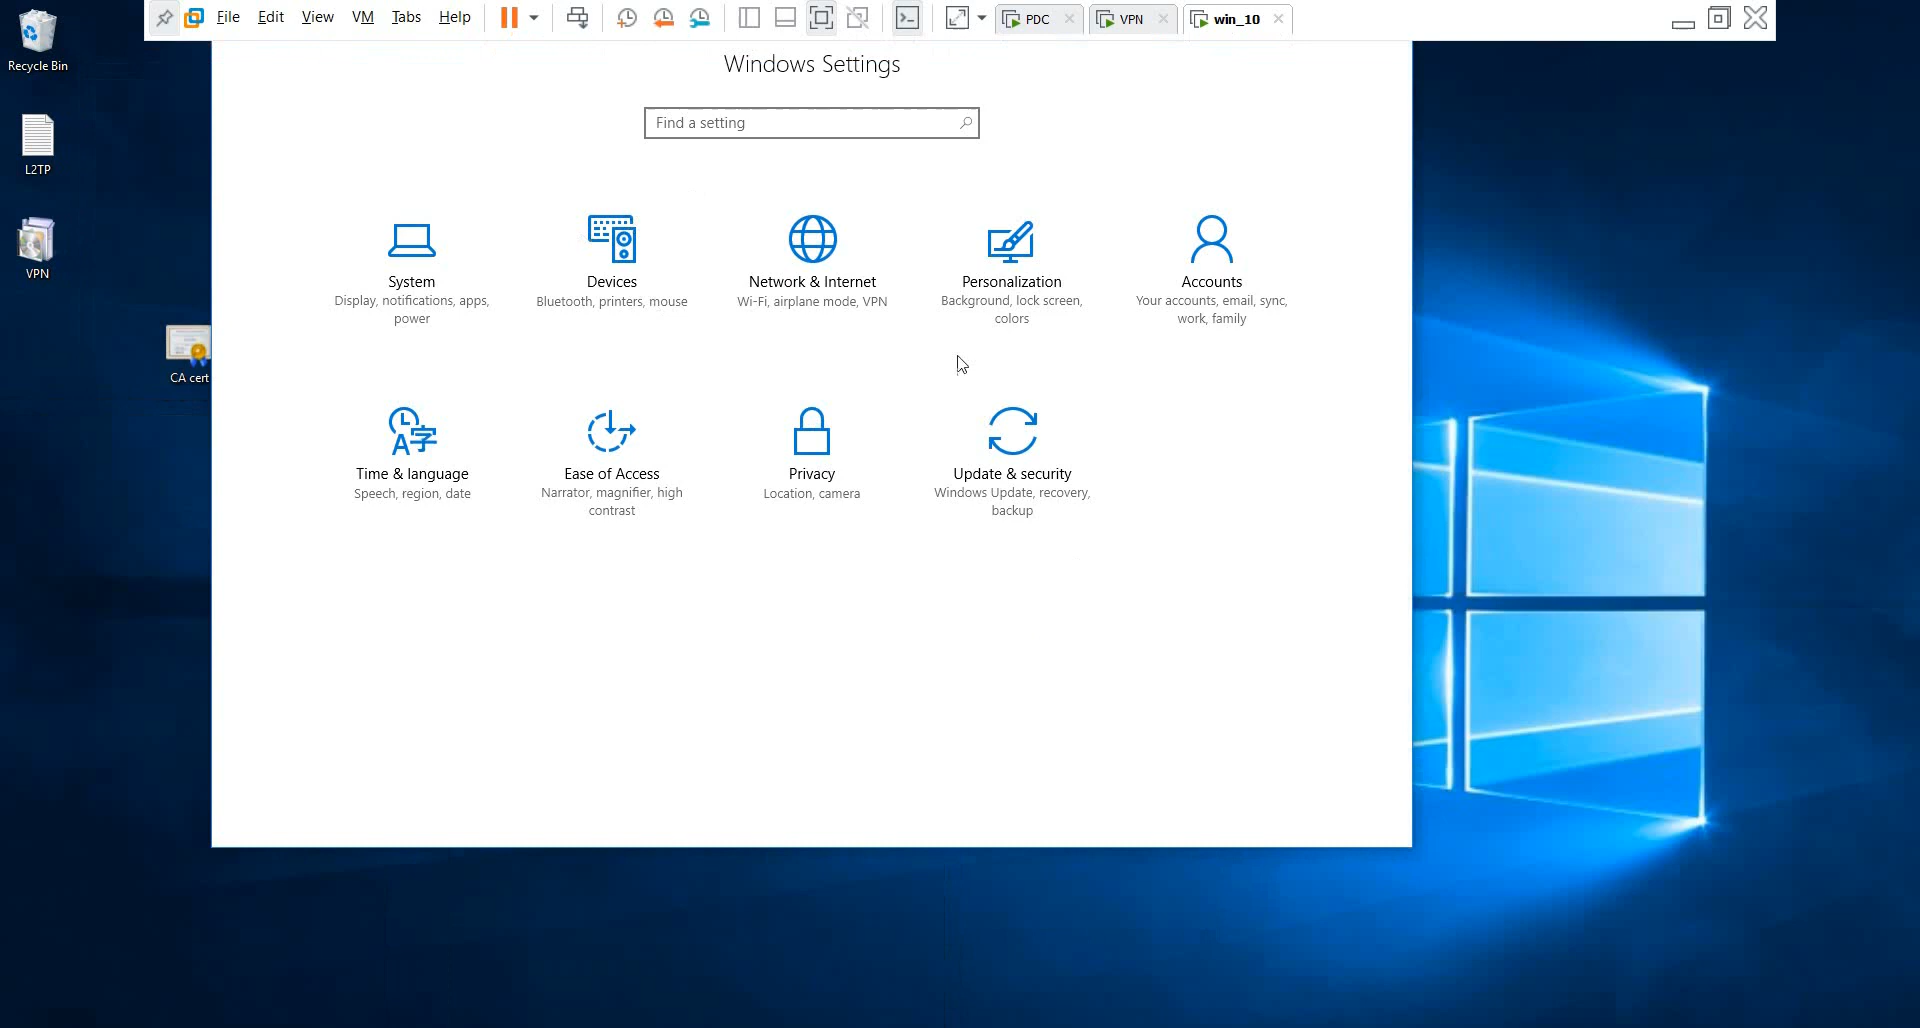 File Edit View VM Tabs Help PDC VPN win_10
Recycle Bin
L2TP
VPN
CA cert
Windows Settings
Find a setting
System
Display, notifications, apps,
power
Devices
Bluetooth, printers, mouse
Network & Internet
Wi-Fi, airplane mode, VPN
Personalization
Background, lock screen,
colors
Accounts
Your accounts, email, sync,
work, family
A字
Time & language
Speech, region, date
Ease of Access
Narrator, magnifier, high
contrast
Privacy
Location, camera
Update & security
Windows Update, recovery,
backup